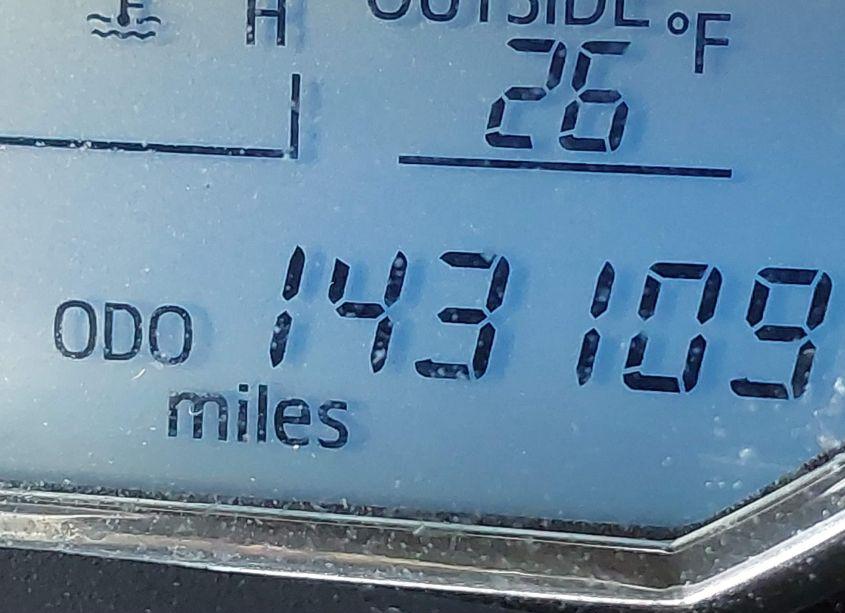 H
OUTSIDE °F
26
ODO 143109
miles